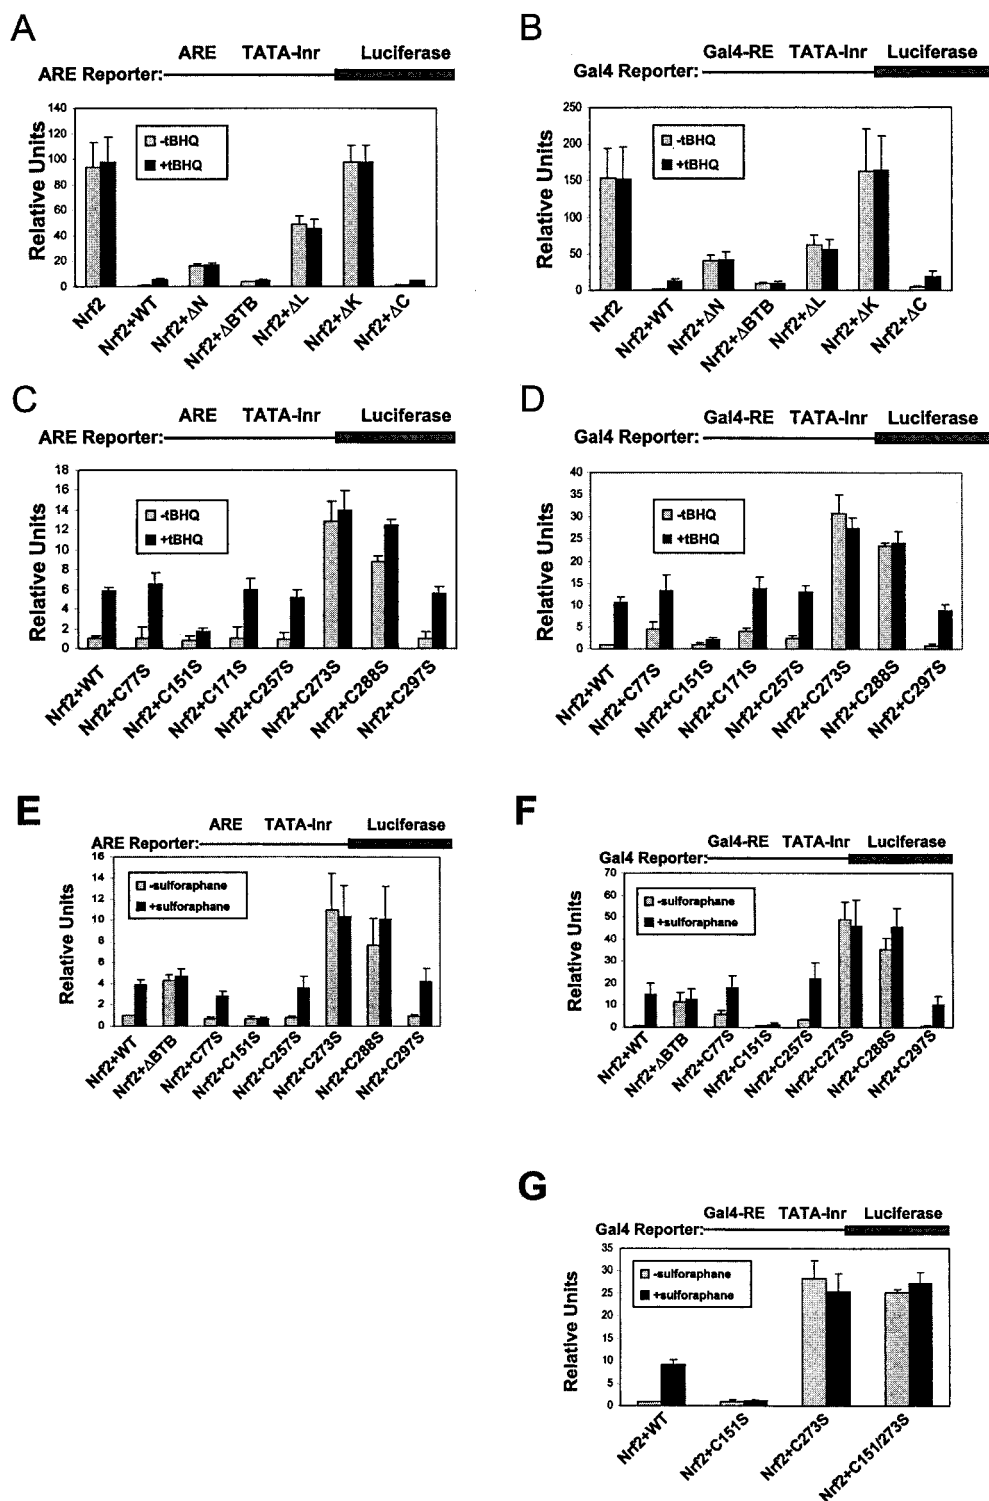 A
ARE TATA-Inr Luciferase
ARE Reporter:
Relative Units
140
120
100
80
60
40
20
0
-tBHQ
+tBHQ
Nrf2
Nrf2+WT
Nrf2+ΔN
Nrf2+ΔBTB
Nrf2+ΔL
Nrf2+ΔK
Nrf2+ΔC
B
Gal4-RE TATA-Inr Luciferase
Gal4 Reporter:
Relative Units
250
200
150
100
50
0
-tBHQ
+tBHQ
Nrf2
Nrf2+WT
Nrf2+ΔN
Nrf2+ΔBTB
Nrf2+ΔL
Nrf2+ΔK
Nrf2+ΔC
C
ARE TATA-Inr Luciferase
ARE Reporter:
Relative Units
18
16
14
12
10
8
6
4
2
0
-tBHQ
+tBHQ
Nrf2+WT
Nrf2+C77S
Nrf2+C151S
Nrf2+C171S
Nrf2+C257S
Nrf2+C273S
Nrf2+C288S
Nrf2+C297S
D
Gal4-RE TATA-Inr Luciferase
Gal4 Reporter:
Relative Units
40
35
30
25
20
15
10
5
0
-tBHQ
+tBHQ
Nrf2+WT
Nrf2+C77S
Nrf2+C151S
Nrf2+C171S
Nrf2+C257S
Nrf2+C273S
Nrf2+C288S
Nrf2+C297S
E
ARE TATA-Inr Luciferase
ARE Reporter:
Relative Units
16
14
12
10
8
6
4
2
0
-sulforaphane
+sulforaphane
Nrf2+WT
Nrf2+ΔBTB
Nrf2+C77S
Nrf2+C151S
Nrf2+C257S
Nrf2+C273S
Nrf2+C288S
Nrf2+C297S
F
Gal4-RE TATA-Inr Luciferase
Gal4 Reporter:
Relative Units
70
60
50
40
30
20
10
0
-sulforaphane
+sulforaphane
Nrf2+WT
Nrf2+ΔBTB
Nrf2+C77S
Nrf2+C151S
Nrf2+C257S
Nrf2+C273S
Nrf2+C288S
Nrf2+C297S
G
Gal4-RE TATA-Inr Luciferase
Gal4 Reporter:
Relative Units
35
30
25
20
15
10
5
0
-sulforaphane
+sulforaphane
Nrf2+WT
Nrf2+C151S
Nrf2+C273S
Nrf2+C151/273S